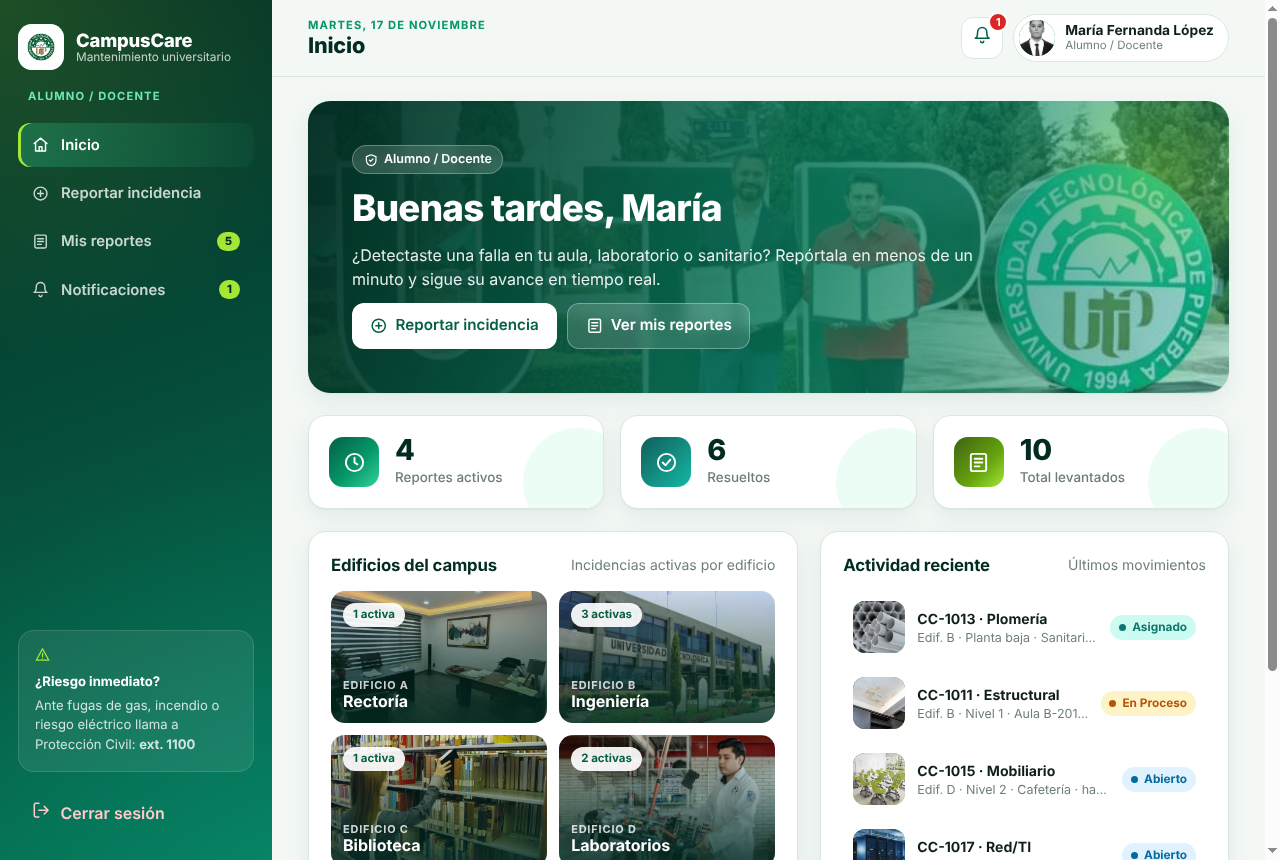 CampusCare
Mantenimiento universitario
ALUMNO / DOCENTE
Inicio
Reportar incidencia
Mis reportes 5
Notificaciones 1
¿Riesgo inmediato?
Ante fugas de gas, incendio o
riesgo eléctrico llama a
Protección Civil: ext. 1100
Cerrar sesión
MARTES, 17 DE NOVIEMBRE
Inicio
1
María Fernanda López
Alumno / Docente
Alumno / Docente
Buenas tardes, María
¿Detectaste una falla en tu aula, laboratorio o sanitario? Repórtala en menos de un
minuto y sigue su avance en tiempo real.
Reportar incidencia
Ver mis reportes
UNIVERSIDAD TECNOLÓGICA DE PUEBLA
UTP
1994
4
Reportes activos
6
Resueltos
10
Total levantados
Edificios del campus
Incidencias activas por edificio
1 activa
EDIFICIO A
Rectoría
3 activas
UNIVERSIDAD TECNOLÓGICA
EDIFICIO B
Ingeniería
1 activa
EDIFICIO C
Biblioteca
2 activas
EDIFICIO D
Laboratorios
Actividad reciente
Últimos movimientos
CC-1013 · Plomería
Edif. B · Planta baja · Sanitari...
Asignado
CC-1011 · Estructural
Edif. B · Nivel 1 · Aula B-201...
En Proceso
CC-1015 · Mobiliario
Edif. D · Nivel 2 · Cafetería · ha...
Abierto
CC-1017 · Red/TI
Abierto